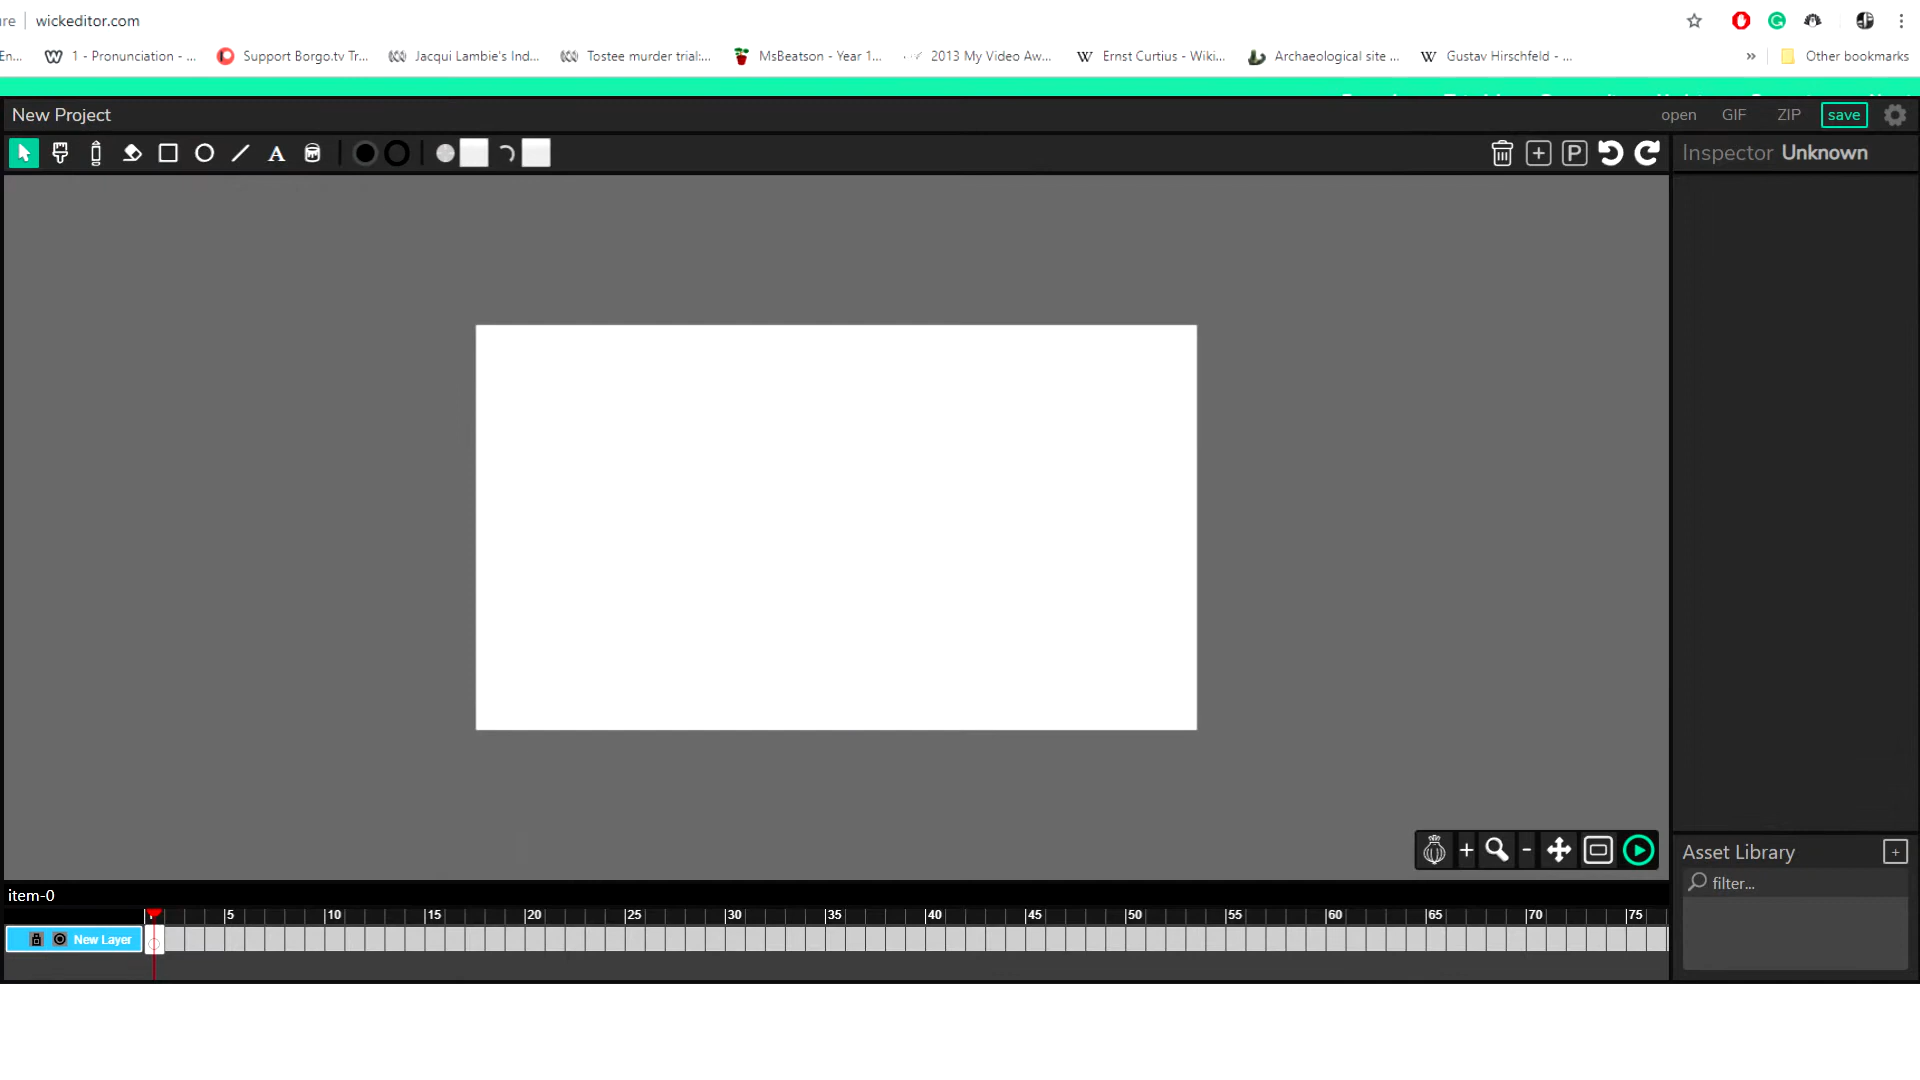 re wickeditor.com
En... 1 - Pronunciation - ... Support Borgo.tv Tr... Jacqui Lambie's Ind... Tostee murder trial:... MsBeatson - Year 1... 2013 My Video Aw... Ernst Curtius - Wiki... Archaeological site ... Gustav Hirschfeld - ... » Other bookmarks
New Project open GIF ZIP save
A P Inspector Unknown
+ -
Asset Library +
filter...
item-0
5 10 15 20 25 30 35 40 45 50 55 60 65 70 75
New Layer